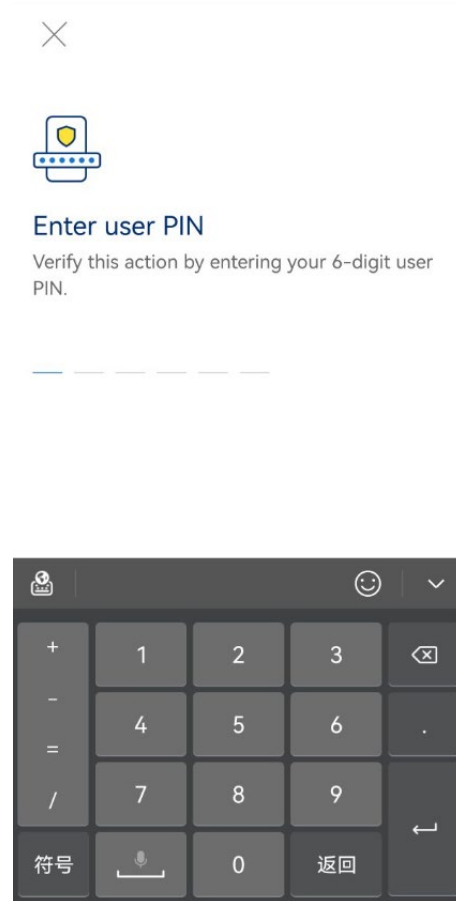 Enter user PIN
Verify this action by entering your 6-digit user
PIN.
+ 1 2 3
-
4 5 6 .
=
/ 7 8 9
符号 0 返回